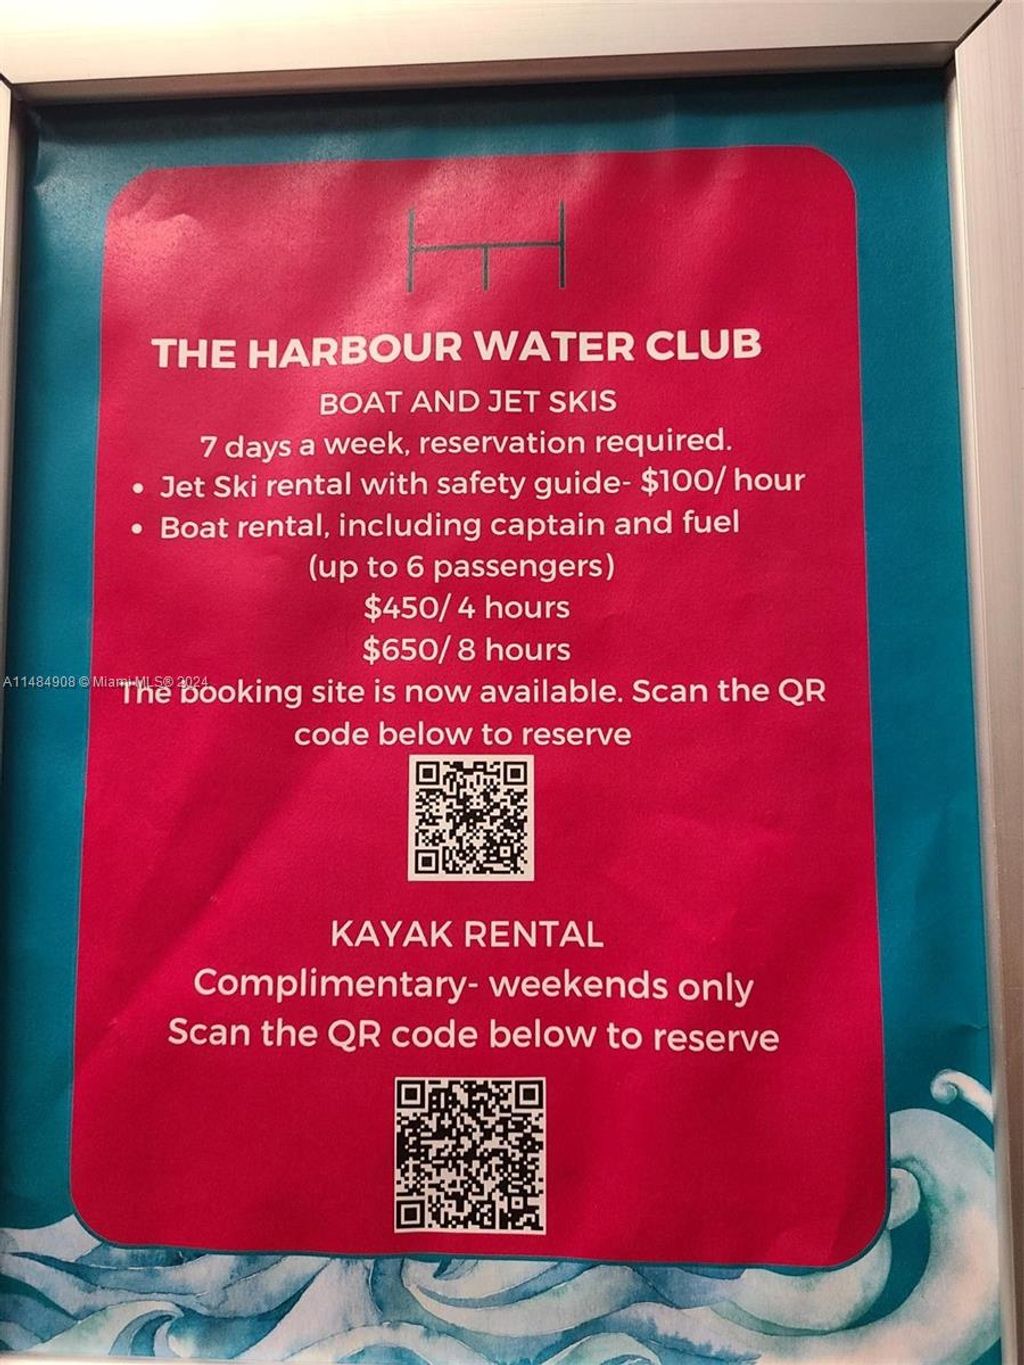 THE HARBOUR WATER CLUB
BOAT AND JET SKIS
7 days a week, reservation required.
• Jet Ski rental with safety guide- $100/ hour
• Boat rental, including captain and fuel
(up to 6 passengers)
$450/ 4 hours
$650/ 8 hours
A11484908 © Miami MLS® 2024
The booking site is now available. Scan the QR
code below to reserve
KAYAK RENTAL
Complimentary- weekends only
Scan the QR code below to reserve